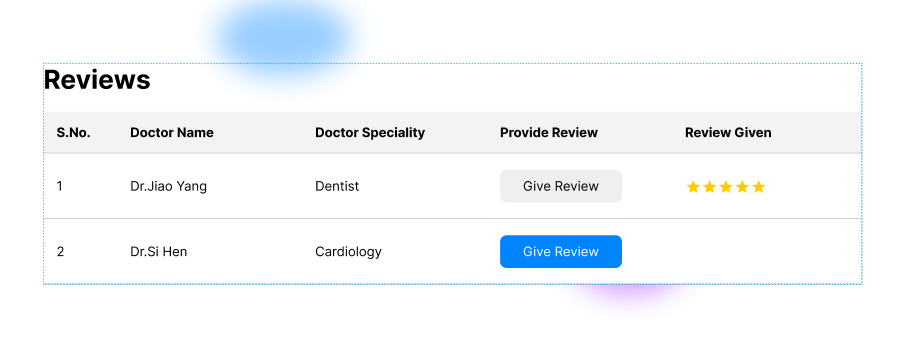 Reviews
S.No. Doctor Name Doctor Speciality Provide Review Review Given
1 Dr.Jiao Yang Dentist Give Review
2 Dr.Si Hen Cardiology Give Review